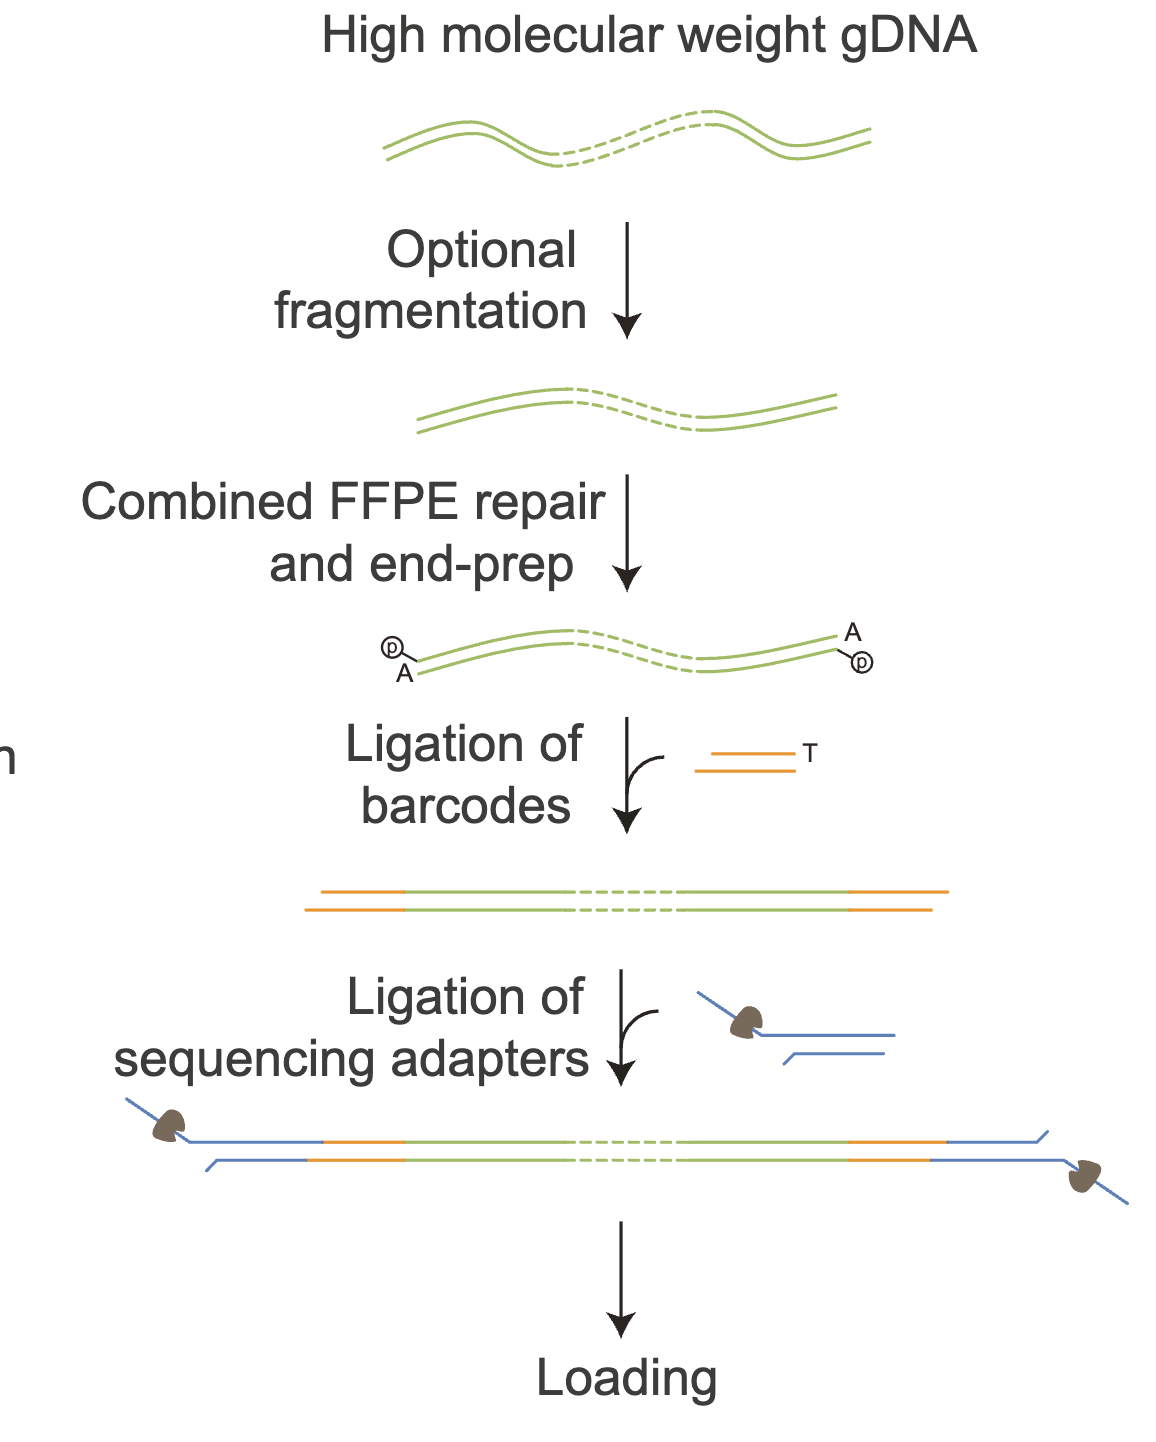 High molecular weight gDNA
Optional
fragmentation
Combined FFPE repair
and end-prep
p
A
A
p
n
Ligation of
barcodes
T
Ligation of
sequencing adapters
Loading